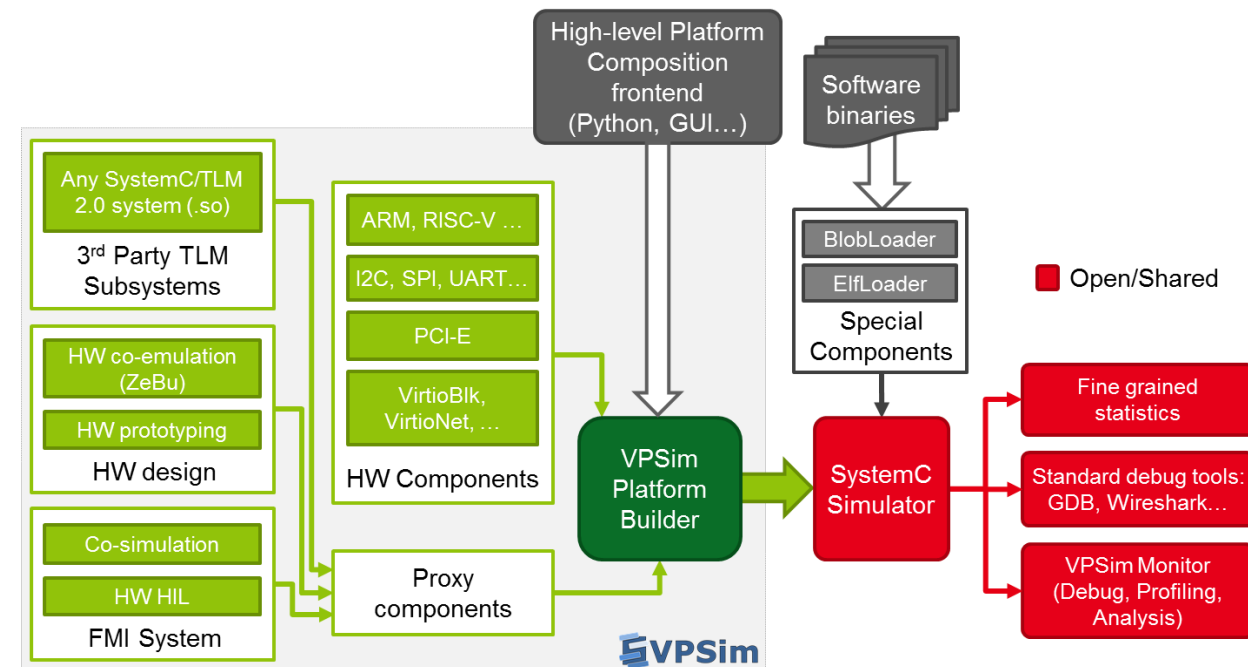 High-level Platform
Composition
frontend
(Python, GUI…)
Software
binaries
Any SystemC/TLM
2.0 system (.so)
3rd Party TLM
Subsystems
HW co-emulation
(ZeBu)
HW prototyping
HW design
Co-simulation
HW HIL
FMI System
ARM, RISC-V …
I2C, SPI, UART…
PCI-E
VirtioBlk,
VirtioNet, …
HW Components
Proxy
components
VPSim
Platform
Builder
VPSim
BlobLoader
ElfLoader
Special
Components
SystemC
Simulator
Open/Shared
Fine grained
statistics
Standard debug tools:
GDB, Wireshark…
VPSim Monitor
(Debug, Profiling,
Analysis)